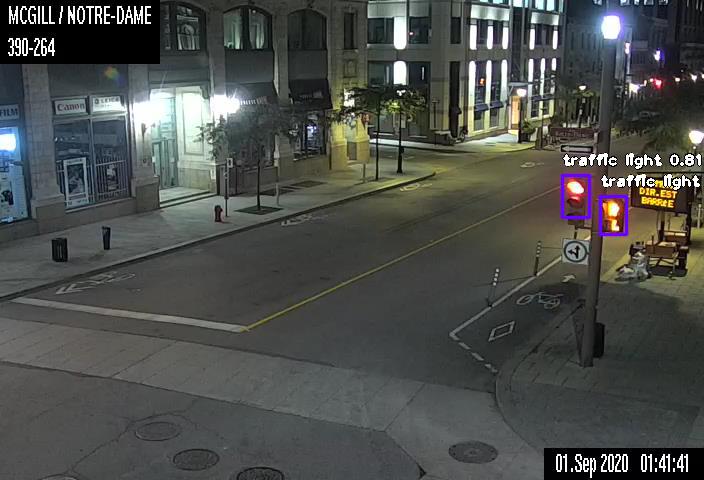 MCGILL / NOTRE-DAME
390-264
Canon
traffic light 0.81
traffic light
DIR.EST
BARRÉE
01.Sep 2020 01:41:41